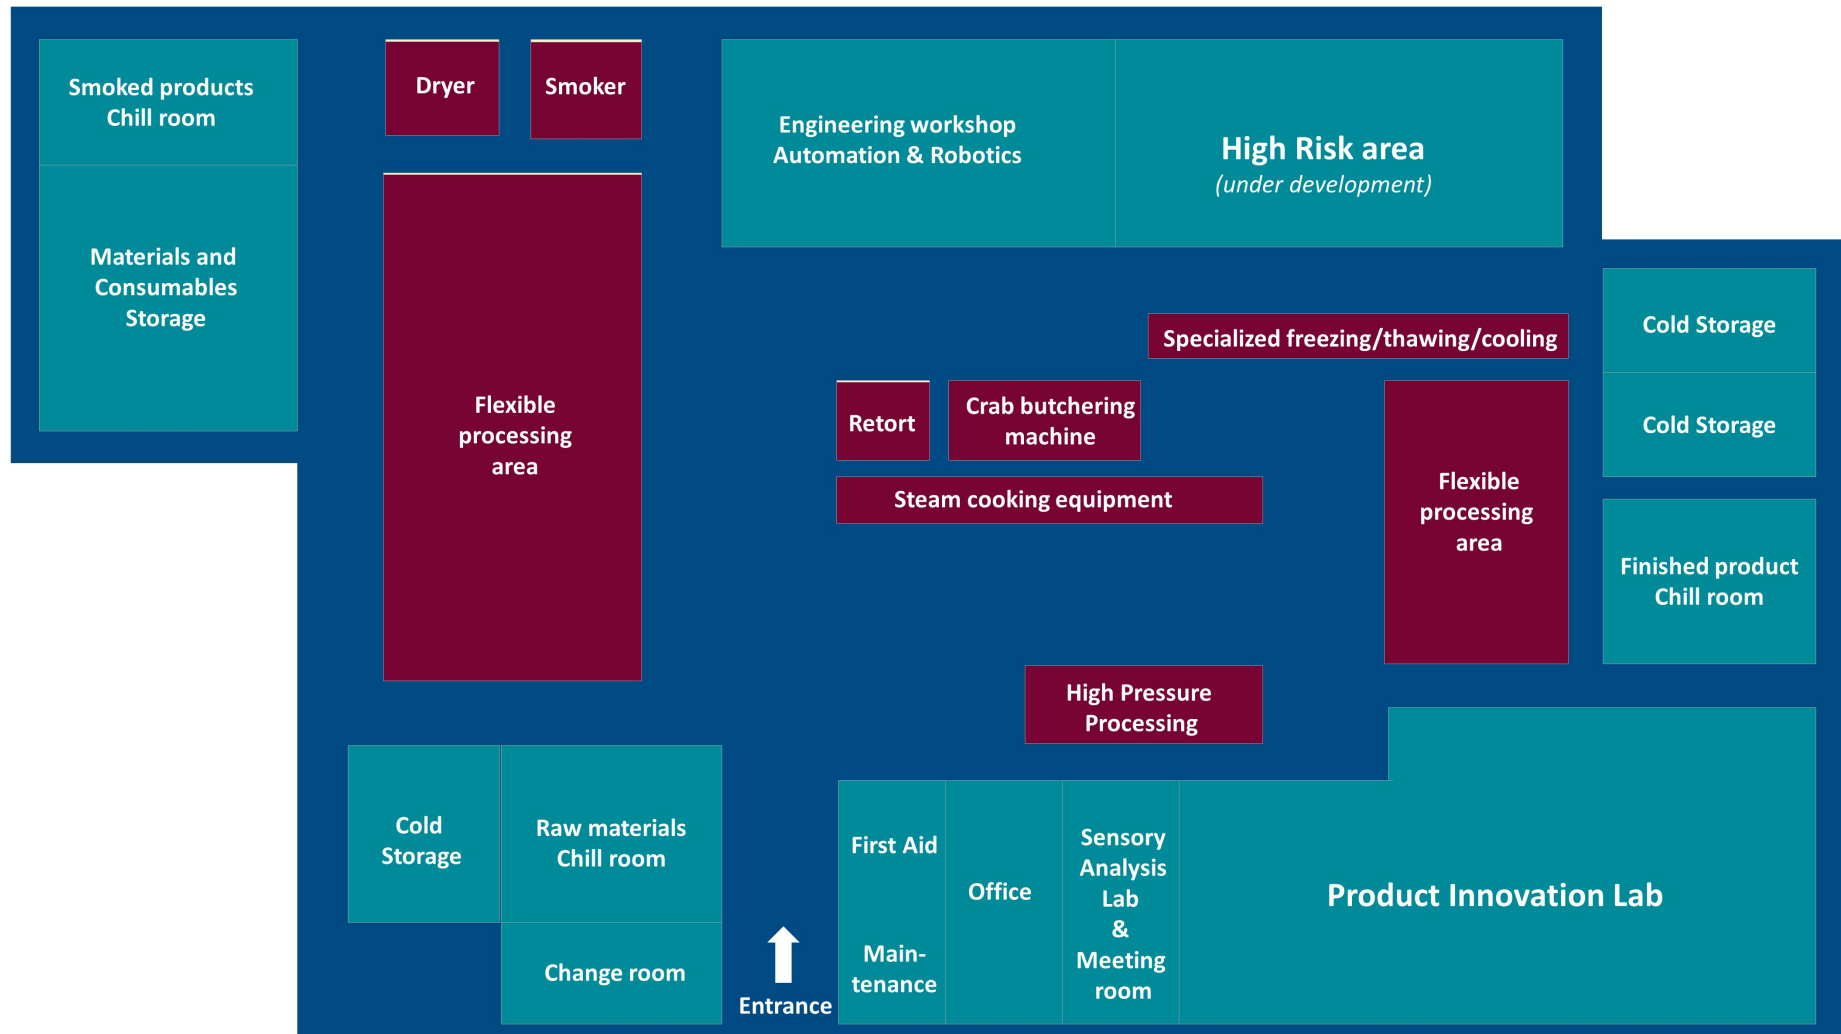 Smoked products
Chill room
Dryer
Smoker
Engineering workshop
Automation & Robotics
High Risk area
(under development)
Materials and
Consumables
Storage
Flexible
processing
area
Specialized freezing/thawing/cooling
Cold Storage
Retort
Crab butchering
machine
Cold Storage
Steam cooking equipment
Flexible
processing
area
Finished product
Chill room
High Pressure
Processing
Cold
Storage
Raw materials
Chill room
Change room
Entrance
First Aid
Main-
tenance
Office
Sensory
Analysis
Lab
&
Meeting
room
Product Innovation Lab